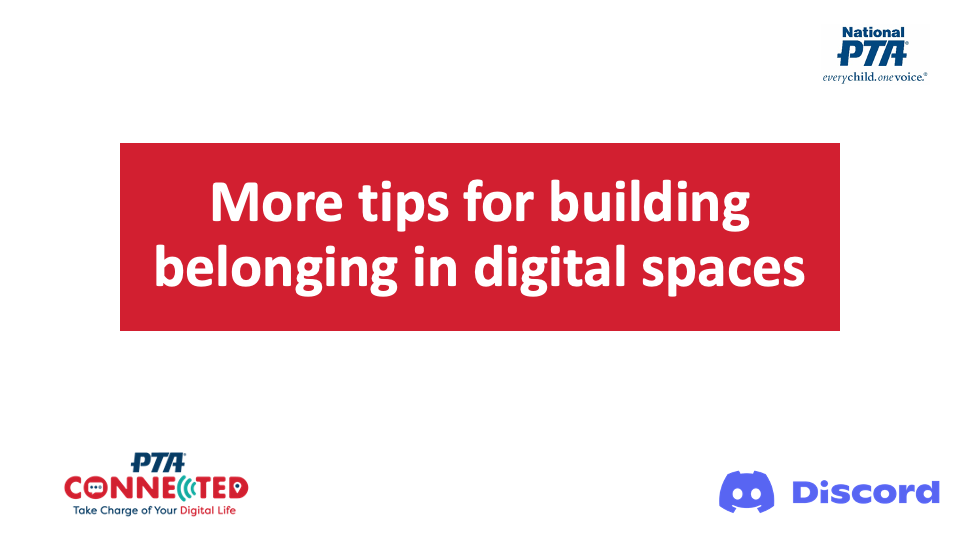 National
PTA®
everychild.onevoice.®
More tips for building
belonging in digital spaces
PTA®
CONNECTED
Take Charge of Your Digital Life
Discord